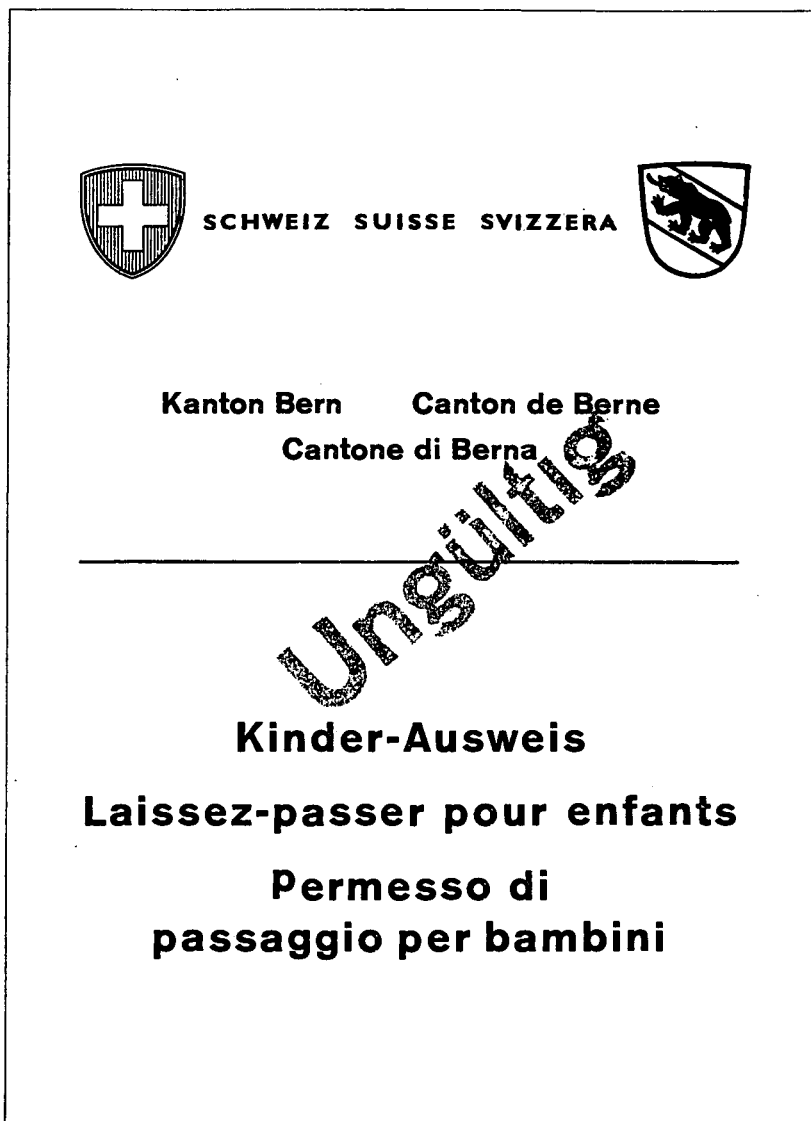 SCHWEIZ SUISSE SVIZZERA
Kanton Bern Canton de Berne
Cantone di Berna
Ungültig
Kinder-Ausweis
Laissez-passer pour enfants
Permesso di
passaggio per bambini